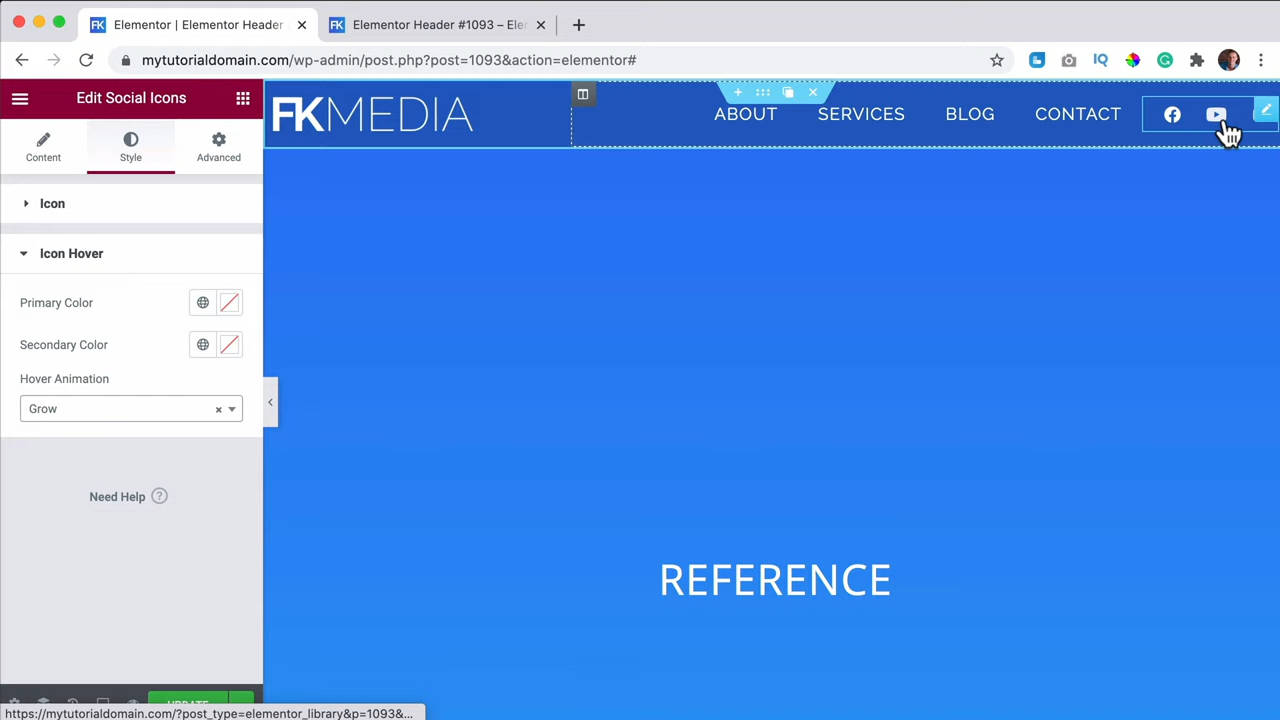 Elementor | Elementor Header
Elementor Header #1093 – Ele
mytutorialdomain.com/wp-admin/post.php?post=1093&action=elementor#
Edit Social Icons
Content
Style
Advanced
Icon
Icon Hover
Primary Color
Secondary Color
Hover Animation
Grow
Need Help ?
UPDATE
https://mytutorialdomain.com/?post_type=elementor_library&p=1093&...
FKMEDIA
ABOUT
SERVICES
BLOG
CONTACT
REFERENCE